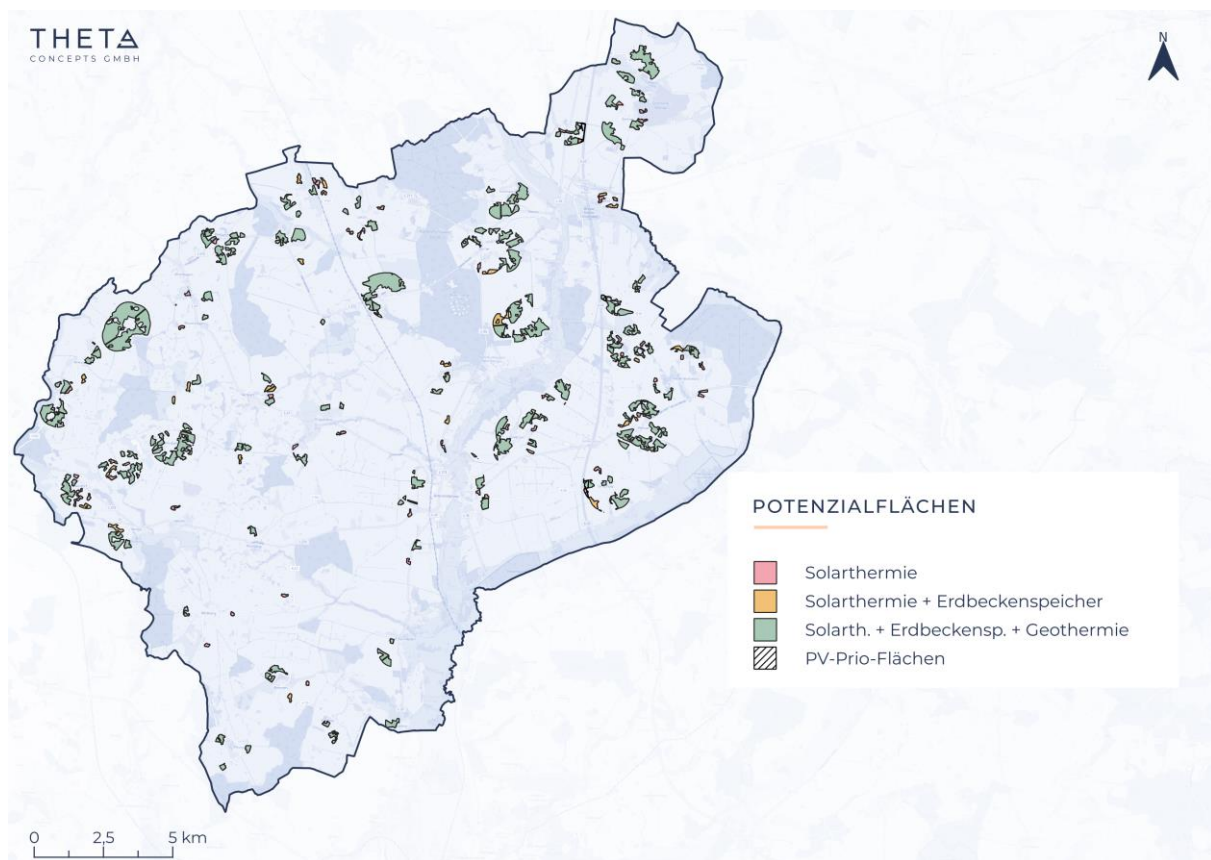 THETA
CONCEPTS GMBH
N
POTENZIALFLÄCHEN
Solarthermie
Solarthermie + Erdbeckenspeicher
Solarth. + Erdbeckensp. + Geothermie
PV-Prio-Flächen
0 2,5 5 km